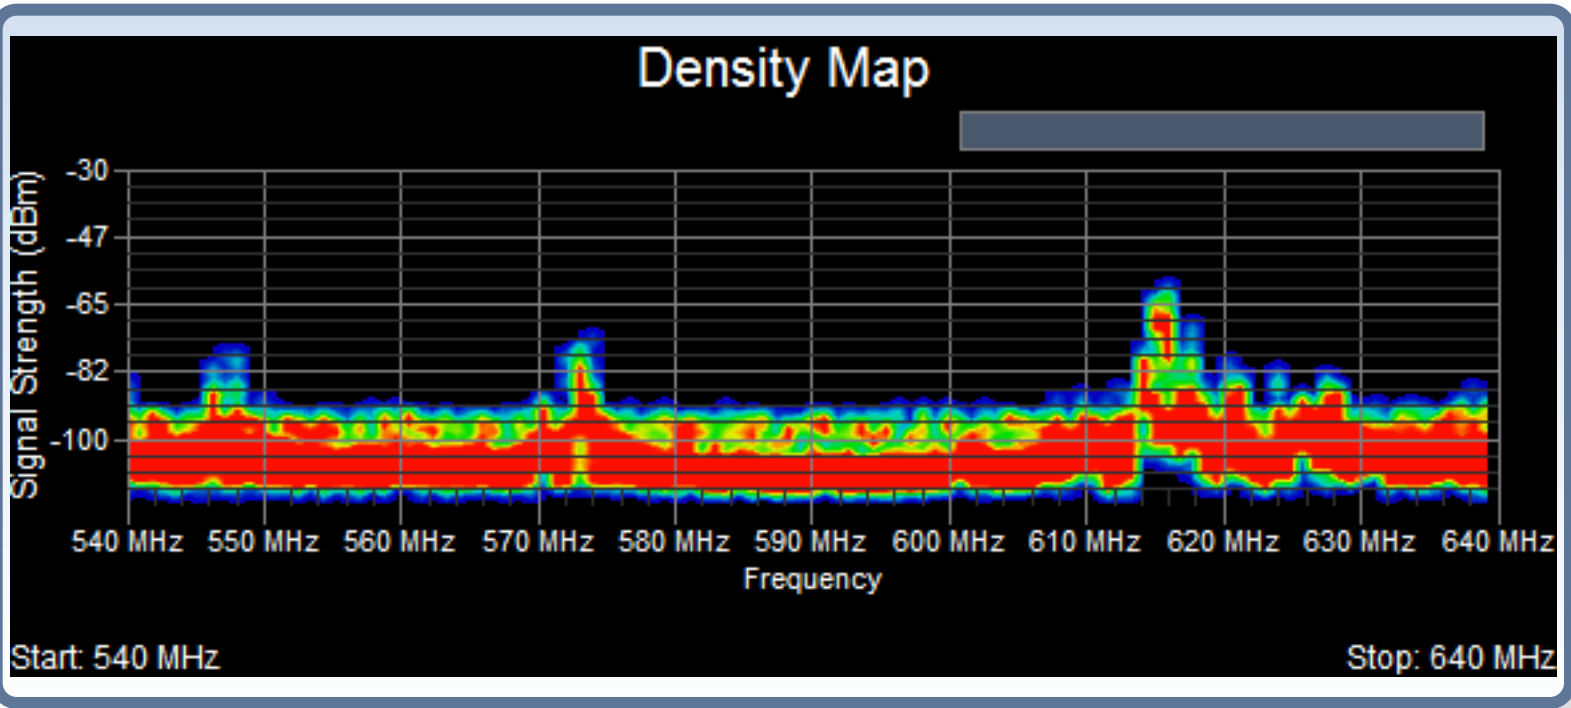 Density Map
-30
-47
-65
-82
-100
Signal Strength (dBm)
540 MHz 550 MHz 560 MHz 570 MHz 580 MHz 590 MHz 600 MHz 610 MHz 620 MHz 630 MHz 640 MHz
Frequency
Start: 540 MHz
Stop: 640 MHz